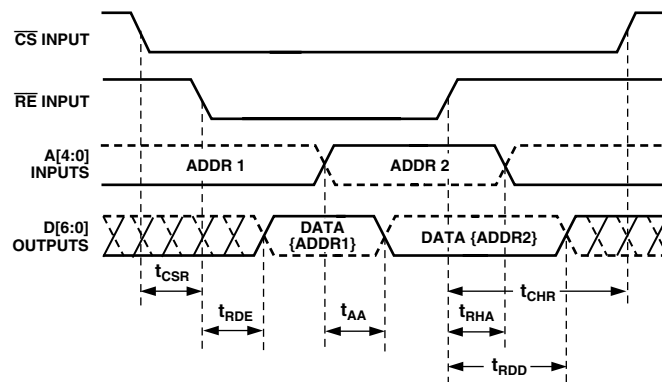 CS INPUT
RE INPUT
A[4:0]
INPUTS
ADDR 1
ADDR 2
D[6:0]
OUTPUTS
DATA
{ADDR1}
DATA {ADDR2}
tCSR
tRDE
tAA
tRHA
tCHR
tRDD